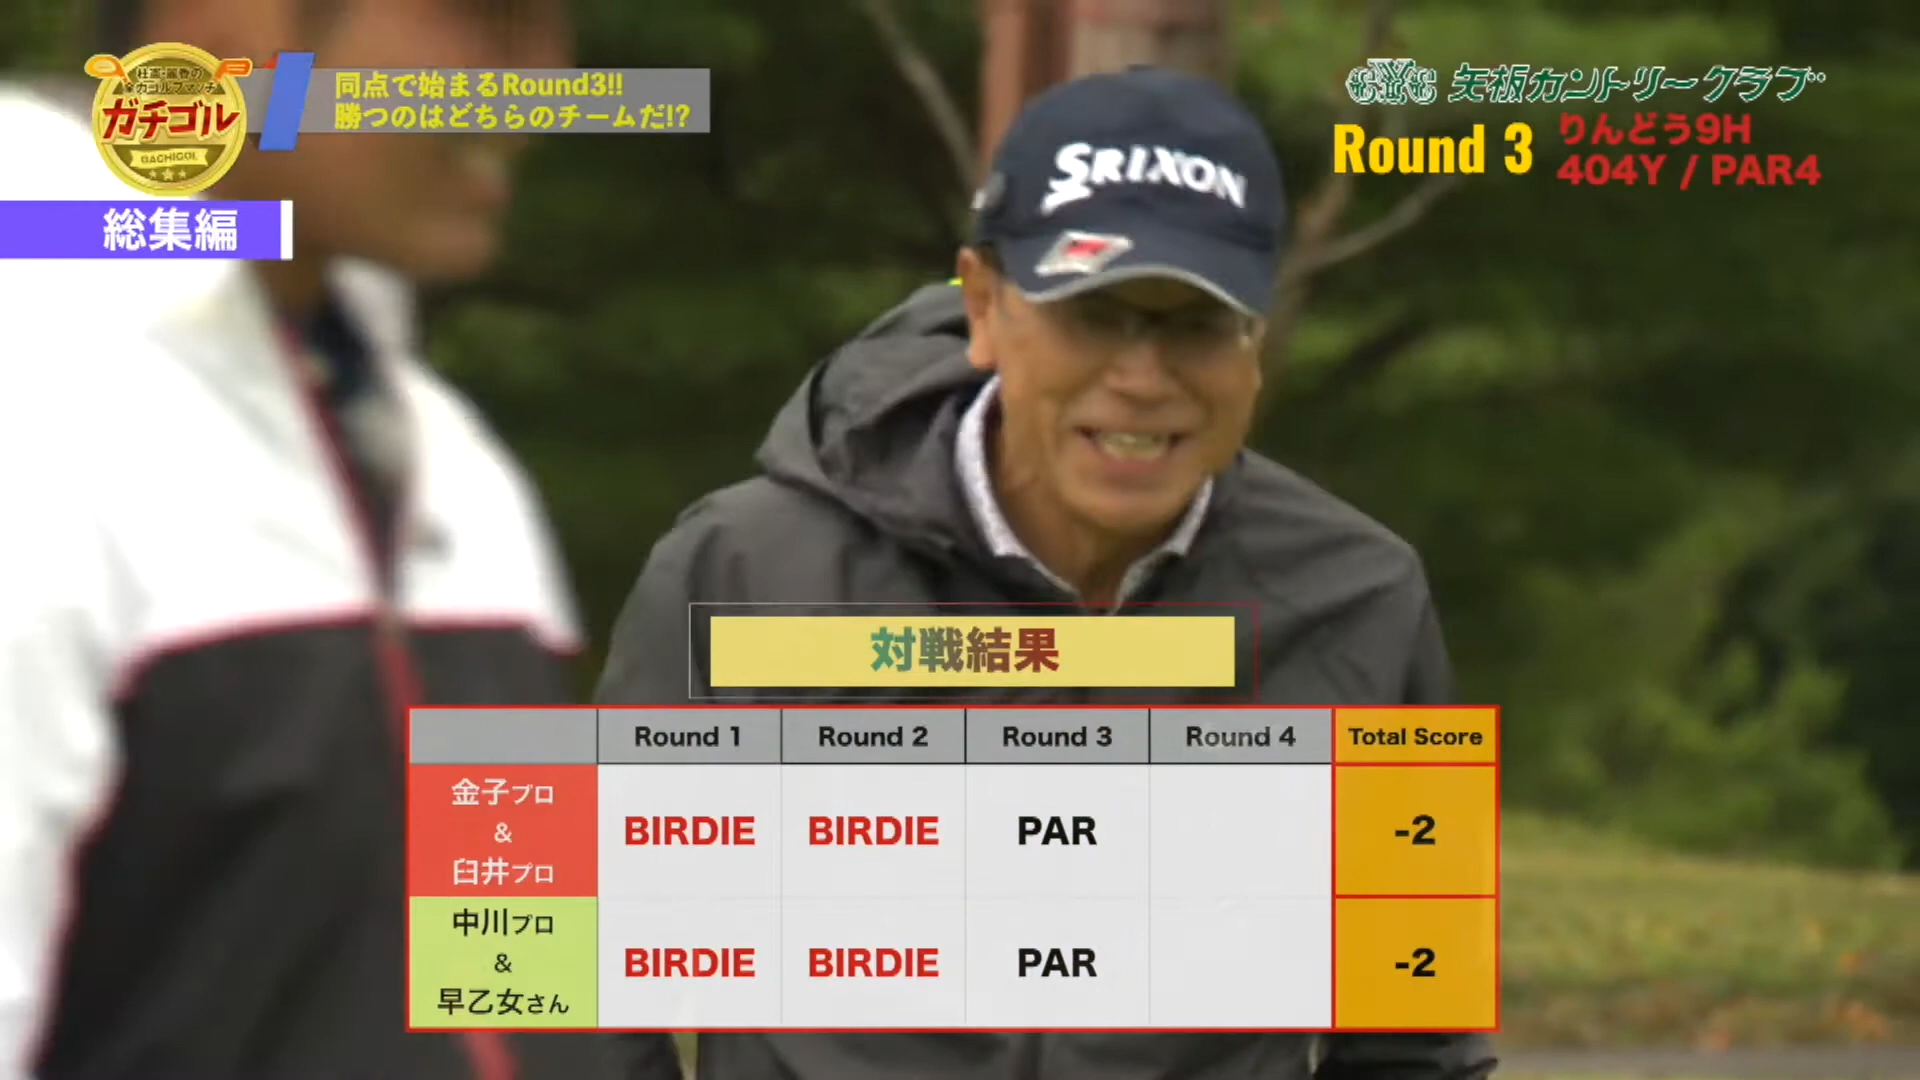 ガチゴル
GACHIGOL
同点で始まるRound3!!
勝つのはどちらのチームだ!?
総集編
矢板カントリークラブ
Round 3
りんどう9H
404Y / PAR4
SRIXON
対戦結果
Round 1 Round 2 Round 3 Round 4 Total Score
金子プロ
&
臼井プロ
BIRDIE BIRDIE PAR -2
中川プロ
&
早乙女さん
BIRDIE BIRDIE PAR -2